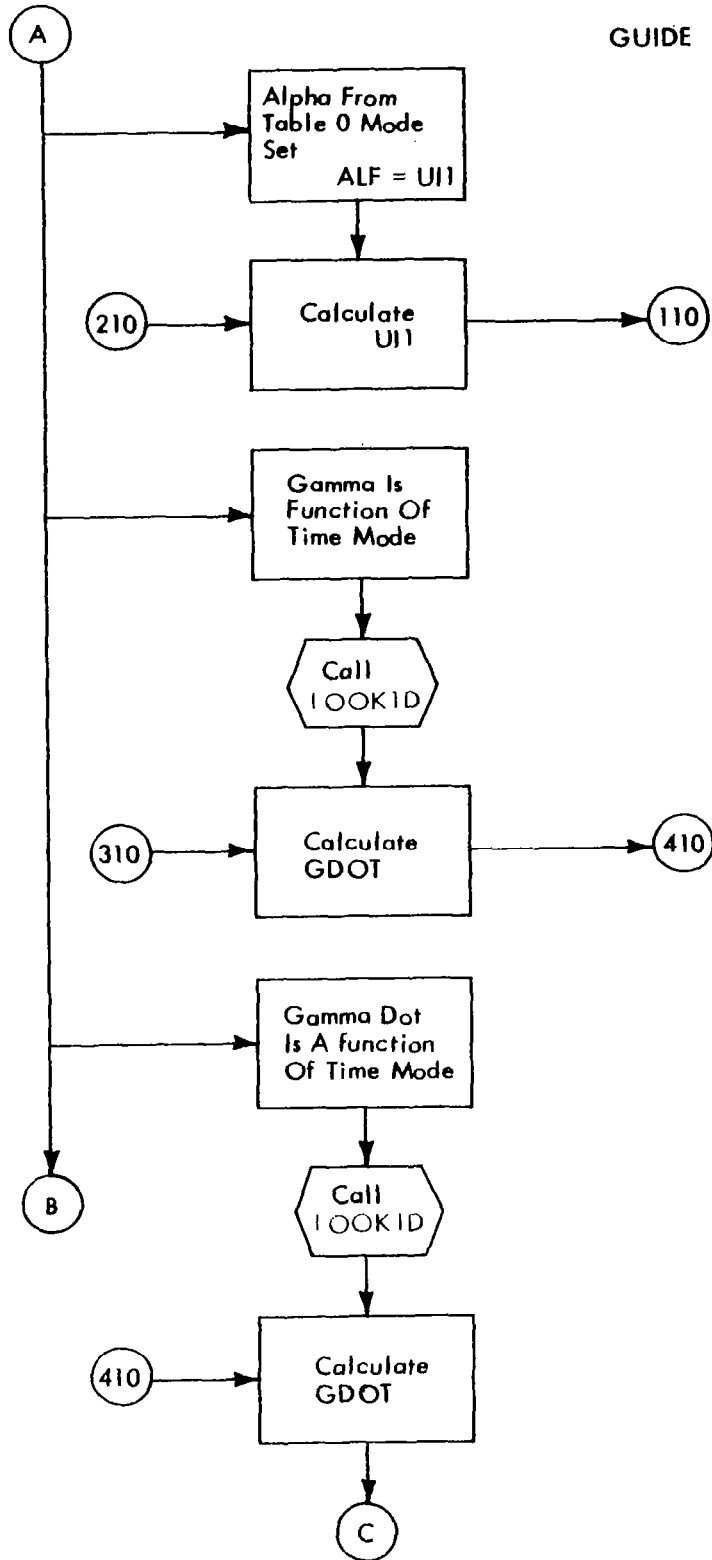 A
GUIDE
Alpha From
Table 0 Mode
Set
ALF = UI1
210
Calculate
UI1
110
Gamma Is
Function Of
Time Mode
Call
LOOK1D
310
Calculate
GDOT
410
Gamma Dot
Is A function
Of Time Mode
B
Call
LOOK1D
410
Calculate
GDOT
C